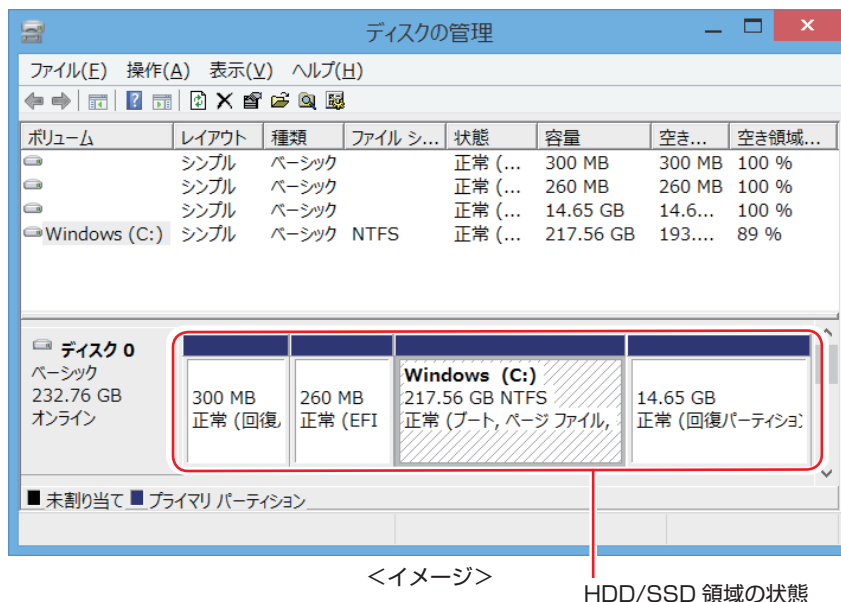 ディスクの管理
ファイル(F) 操作(A) 表示(V) ヘルプ(H)
ボリューム レイアウト 種類 ファイル シ... 状態 容量 空き... 空き領域...
シンプル ベーシック 正常 (... 300 MB 300 MB 100 %
シンプル ベーシック 正常 (... 260 MB 260 MB 100 %
シンプル ベーシック 正常 (... 14.65 GB 14.6... 100 %
Windows (C:) シンプル ベーシック NTFS 正常 (... 217.56 GB 193.... 89 %
ディスク 0
ベーシック
232.76 GB
オンライン
300 MB
正常 (回復
260 MB
正常 (EFI
Windows (C:)
217.56 GB NTFS
正常 (ブート, ページ ファイル,
14.65 GB
正常 (回復パーティション
未割り当て プライマリ パーティション
＜イメージ＞
HDD/SSD 領域の状態